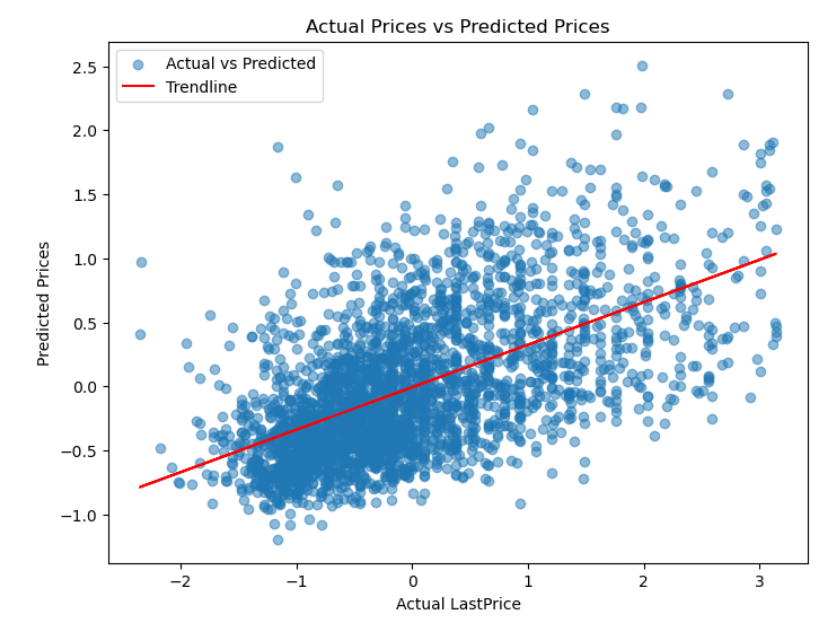 Actual Prices vs Predicted Prices
Actual vs Predicted
Trendline
2.5
2.0
1.5
1.0
0.5
0.0
−0.5
−1.0
Predicted Prices
−2
−1
0
1
2
3
Actual LastPrice